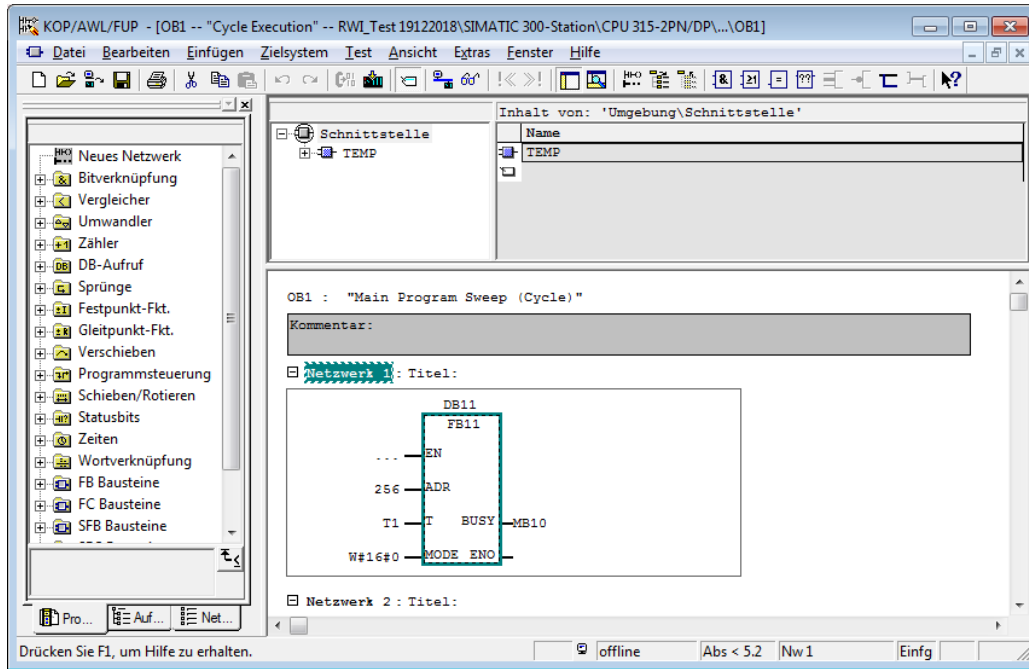 KOP/AWL/FUP - [OB1 -- "Cycle Execution" -- RWI_Test 19122018\SIMATIC 300-Station\CPU 315-2PN/DP\...\OB1]
Datei Bearbeiten Einfügen Zielsystem Test Ansicht Extras Fenster Hilfe
Neues Netzwerk
Bitverknüpfung
Vergleicher
Umwandler
Zähler
DB-Aufruf
Sprünge
Festpunkt-Fkt.
Gleitpunkt-Fkt.
Verschieben
Programmsteuerung
Schieben/Rotieren
Statusbits
Zeiten
Wortverknüpfung
FB Bausteine
FC Bausteine
SFB Bausteine
Pro... Auf... Net...
Schnittstelle
TEMP
Inhalt von: 'Umgebung\Schnittstelle'
Name
TEMP
OB1 : "Main Program Sweep (Cycle)"
Kommentar:
Netzwerk 1: Titel:
DB11
FB11
... EN
256 ADR
T1 T BUSY MB10
W#16#0 MODE ENO
Netzwerk 2 : Titel:
Drücken Sie F1, um Hilfe zu erhalten. offline Abs < 5.2 Nw 1 Einfg